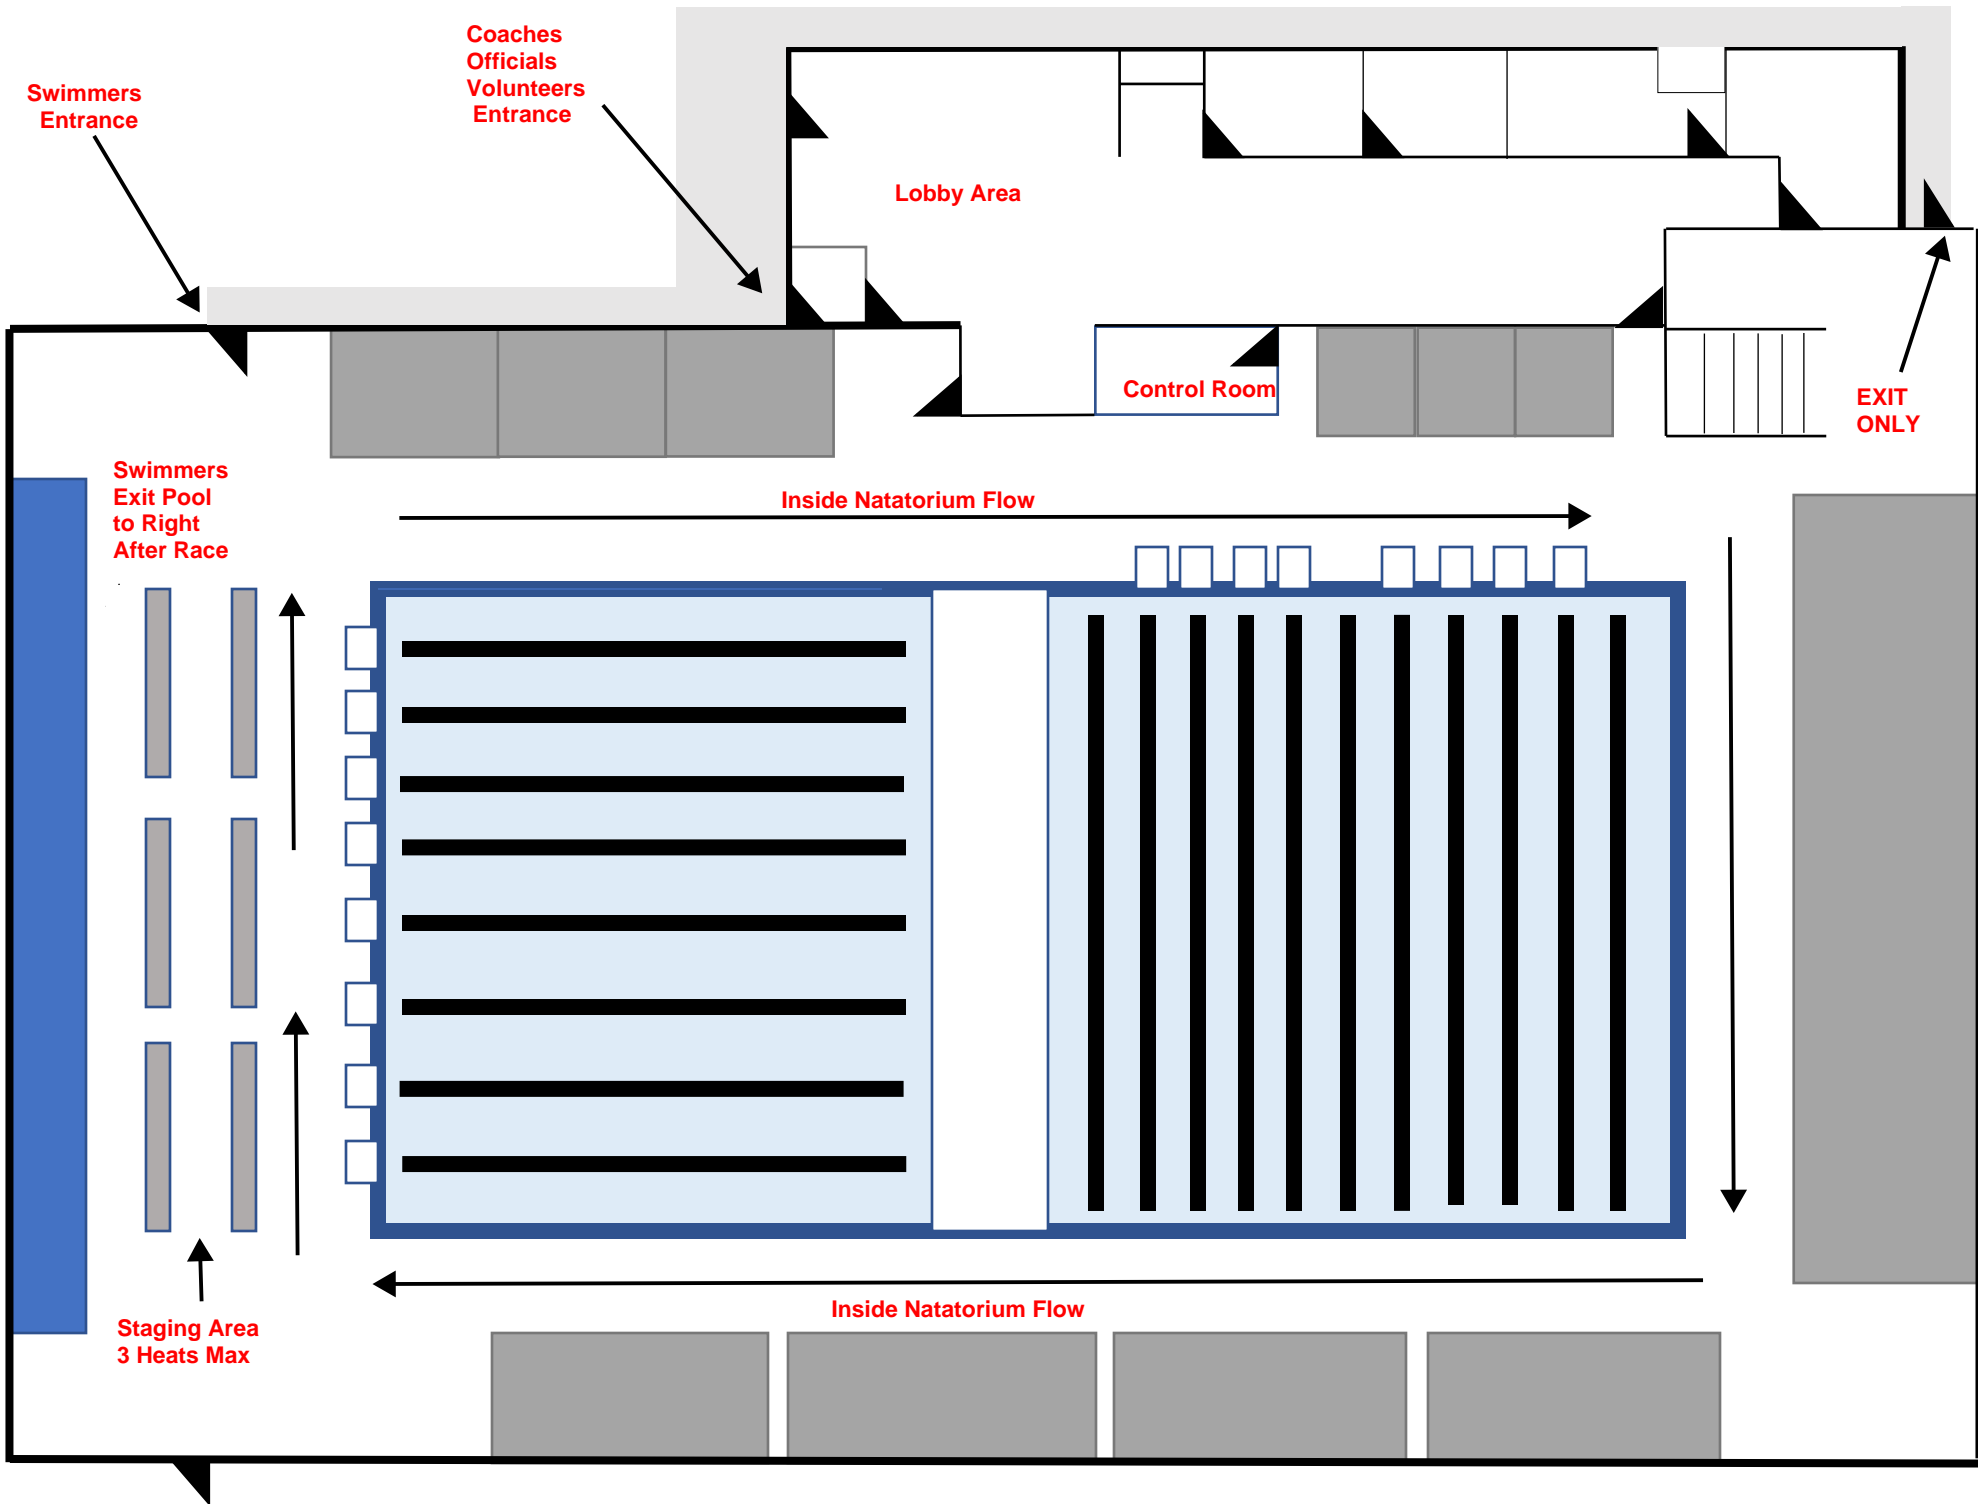 Coaches
Officials
Volunteers
Entrance
Swimmers
Entrance
Lobby Area
Control Room
EXIT
ONLY
Swimmers
Exit Pool
to Right
After Race
Inside Natatorium Flow
Inside Natatorium Flow
Staging Area
3 Heats Max